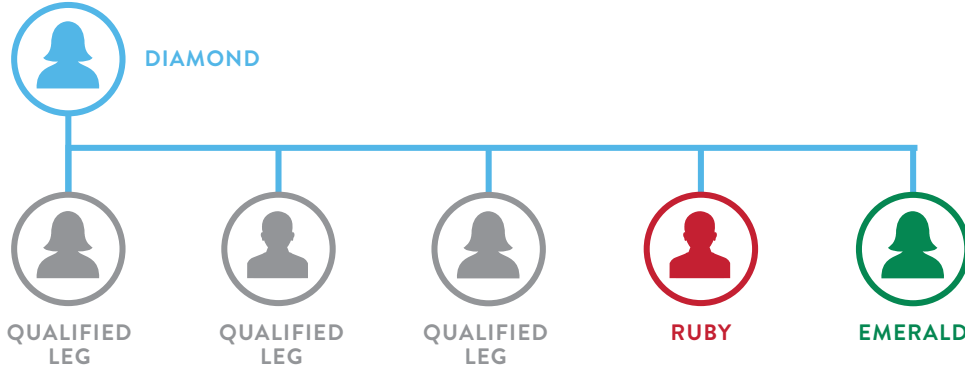 DIAMOND
QUALIFIED
LEG
QUALIFIED
LEG
QUALIFIED
LEG
RUBY
EMERALD